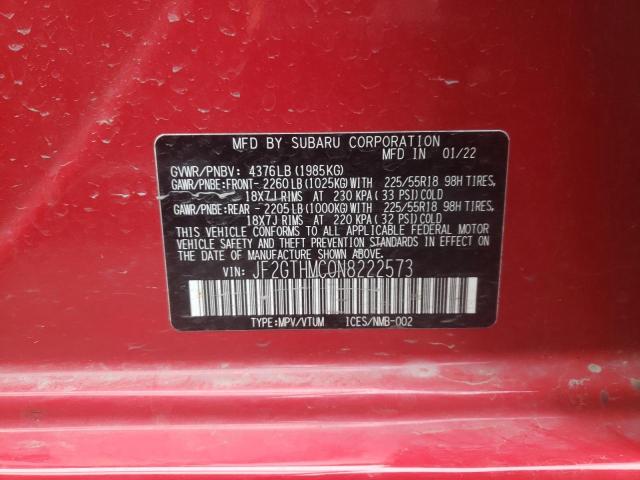 MFD BY SUBARU CORPORATION
MFD IN 01/22
GVWR/PNBV: 4376LB (1985KG)
GAWR/PNBE:FRONT- 2260LB(1025KG)WITH 225/55R18 98H TIRES,
18X7J RIMS AT 230 KPA (33 PSI)COLD
GAWR/PNBE:REAR - 2205LB(1000KG)WITH 225/55R18 98H TIRES,
18X7J RIMS AT 220 KPA (32 PSI)COLD
THIS VEHICLE CONFORMS TO ALL APPLICABLE FEDERAL MOTOR
VEHICLE SAFETY AND THEFT PREVENTION STANDARDS IN EFFECT ON
THE DATE OF MANUFACTURE SHOWN ABOVE.
VIN: JF2GTHMC0N8222573
TYPE:MPV/VTUM ICES/NMB-002